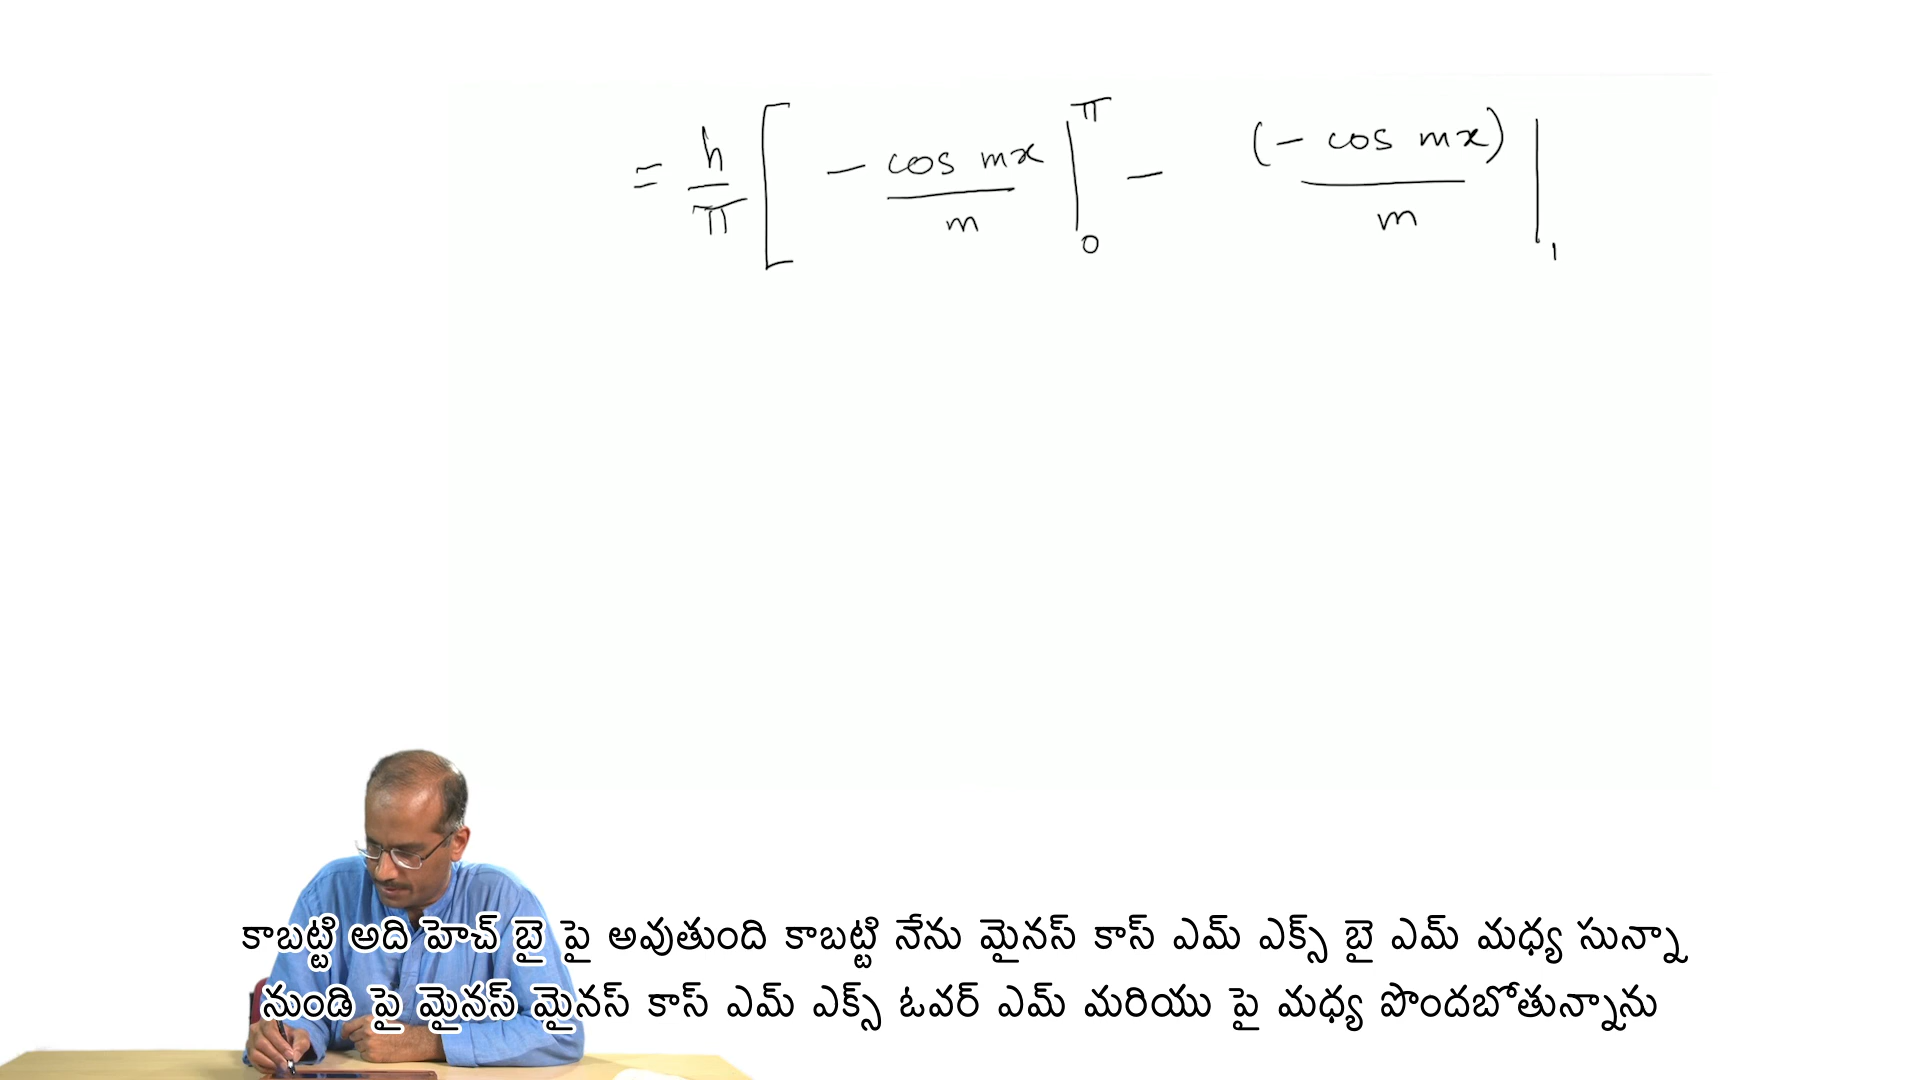 = h/π [ - cos mx / m |₀^π - (- cos mx) / m |₁
కాబట్టి అది హెచ్ బై పై అవుతుంది కాబట్టి నేను మైనస్ కాస్ ఎమ్ ఎక్స్ బై ఎమ్ మధ్య సున్నా
నుండి పై మైనస్ మైనస్ కాస్ ఎమ్ ఎక్స్ ఓవర్ ఎమ్ మరియు పై మధ్య పొందబోతున్నాను